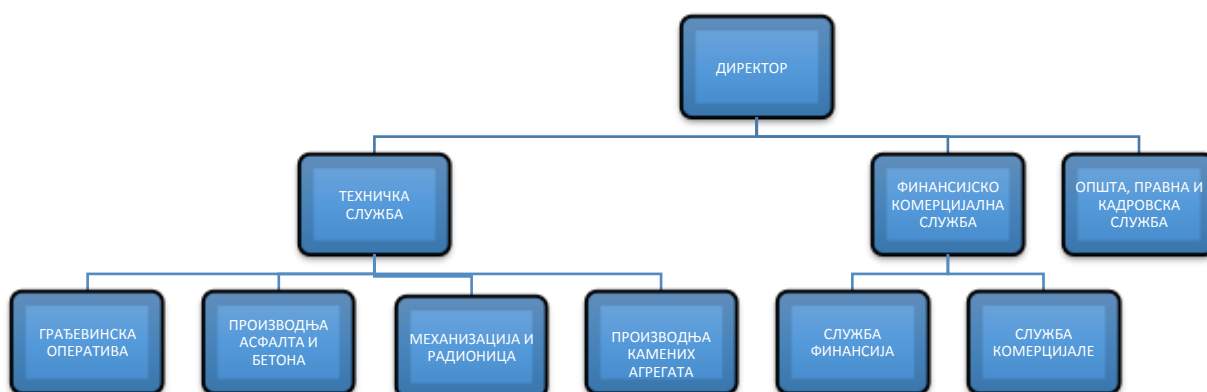 ДИРЕКТОР
ТЕХНИЧКА
СЛУЖБА
ФИНАНСИЈСКО
КОМЕРЦИЈАЛНА
СЛУЖБА
ОПШТА, ПРАВНА И
КАДРОВСКА
СЛУЖБА
ГРАЂЕВИНСКА
ОПЕРАТИВА
ПРОИЗВОДЊА
АСФАЛТА И
БЕТОНА
МЕХАНИЗАЦИЈА И
РАДИОНИЦА
ПРОИЗВОДЊА
КАМЕНИХ
АГРЕГАТА
СЛУЖБА
ФИНАНСИЈА
СЛУЖБА
КОМЕРЦИЈАЛЕ